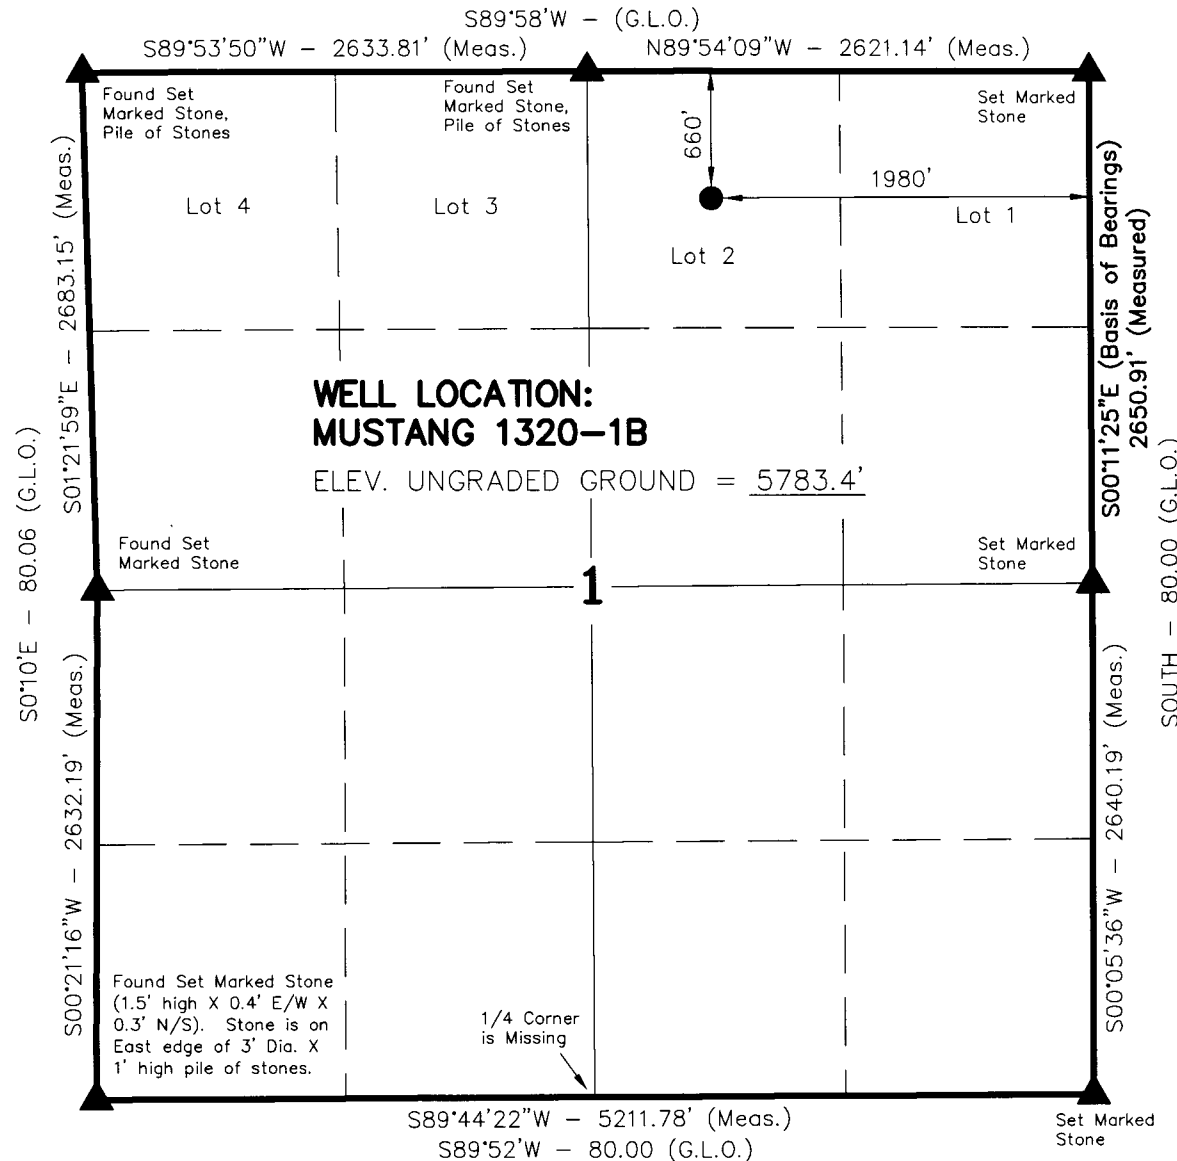 S89°58'W – (G.L.O.)
S89°53'50"W – 2633.81' (Meas.)
N89°54'09"W – 2621.14' (Meas.)
Found Set
Marked Stone,
Pile of Stones
Found Set
Marked Stone,
Pile of Stones
Set Marked
Stone
660'
1980'
Lot 4
Lot 3
Lot 2
Lot 1
S01°21'59"E – 2683.15' (Meas.)
S00°11'25"E (Basis of Bearings)
2650.91' (Measured)
WELL LOCATION:
MUSTANG 1320–1B
ELEV. UNGRADED GROUND = 5783.4'
S0°10'E – 80.06 (G.L.O.)
SOUTH – 80.00 (G.L.O.)
Found Set
Marked Stone
Set Marked
Stone
1
S00°21'16"W – 2632.19' (Meas.)
S00°05'36"W – 2640.19' (Meas.)
Found Set Marked Stone
(1.5' high X 0.4' E/W X
0.3' N/S). Stone is on
East edge of 3' Dia. X
1' high pile of stones.
1/4 Corner
is Missing
S89°44'22"W – 5211.78' (Meas.)
S89°52'W – 80.00 (G.L.O.)
Set Marked
Stone